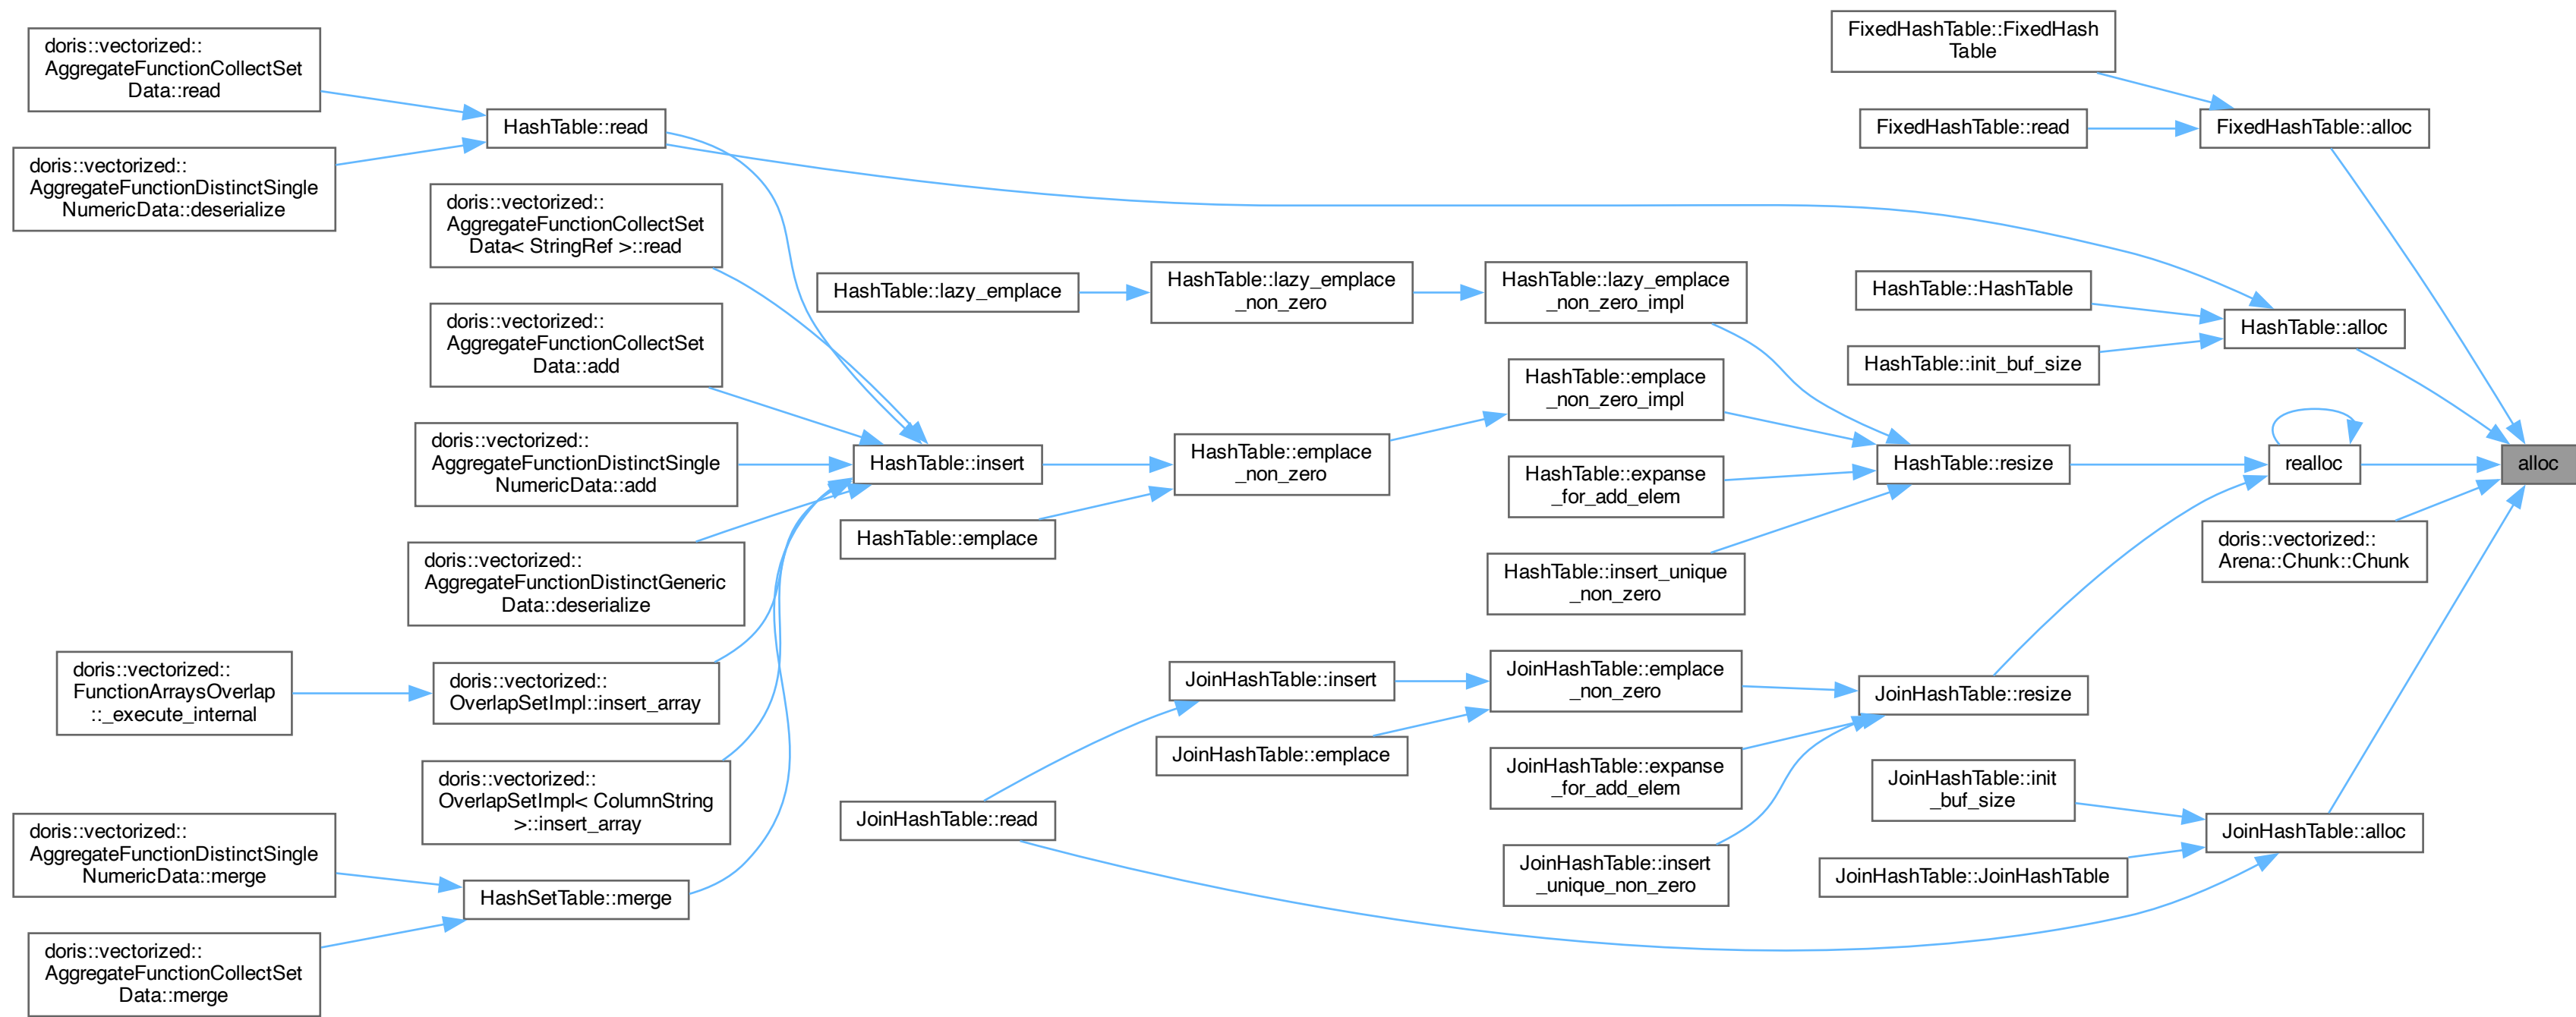 doris::vectorized::
AggregateFunctionCollectSet
Data::read
doris::vectorized::
AggregateFunctionDistinctSingle
NumericData::deserialize
doris::vectorized::
FunctionArraysOverlap
::_execute_internal
doris::vectorized::
AggregateFunctionDistinctSingle
NumericData::merge
doris::vectorized::
AggregateFunctionCollectSet
Data::merge
HashTable::read
doris::vectorized::
AggregateFunctionCollectSet
Data< StringRef >::read
doris::vectorized::
AggregateFunctionCollectSet
Data::add
doris::vectorized::
AggregateFunctionDistinctSingle
NumericData::add
doris::vectorized::
AggregateFunctionDistinctGeneric
Data::deserialize
doris::vectorized::
OverlapSetImpl::insert_array
doris::vectorized::
OverlapSetImpl< ColumnString
>::insert_array
HashSetTable::merge
HashTable::lazy_emplace
HashTable::insert
HashTable::emplace
JoinHashTable::read
HashTable::lazy_emplace
_non_zero
HashTable::emplace
_non_zero
JoinHashTable::insert
JoinHashTable::emplace
HashTable::lazy_emplace
_non_zero_impl
HashTable::emplace
_non_zero_impl
HashTable::expanse
_for_add_elem
HashTable::insert_unique
_non_zero
JoinHashTable::emplace
_non_zero
JoinHashTable::expanse
_for_add_elem
JoinHashTable::insert
_unique_non_zero
FixedHashTable::FixedHash
Table
FixedHashTable::read
HashTable::HashTable
HashTable::init_buf_size
HashTable::resize
JoinHashTable::resize
JoinHashTable::init
_buf_size
JoinHashTable::JoinHashTable
FixedHashTable::alloc
HashTable::alloc
realloc
doris::vectorized::
Arena::Chunk::Chunk
JoinHashTable::alloc
alloc